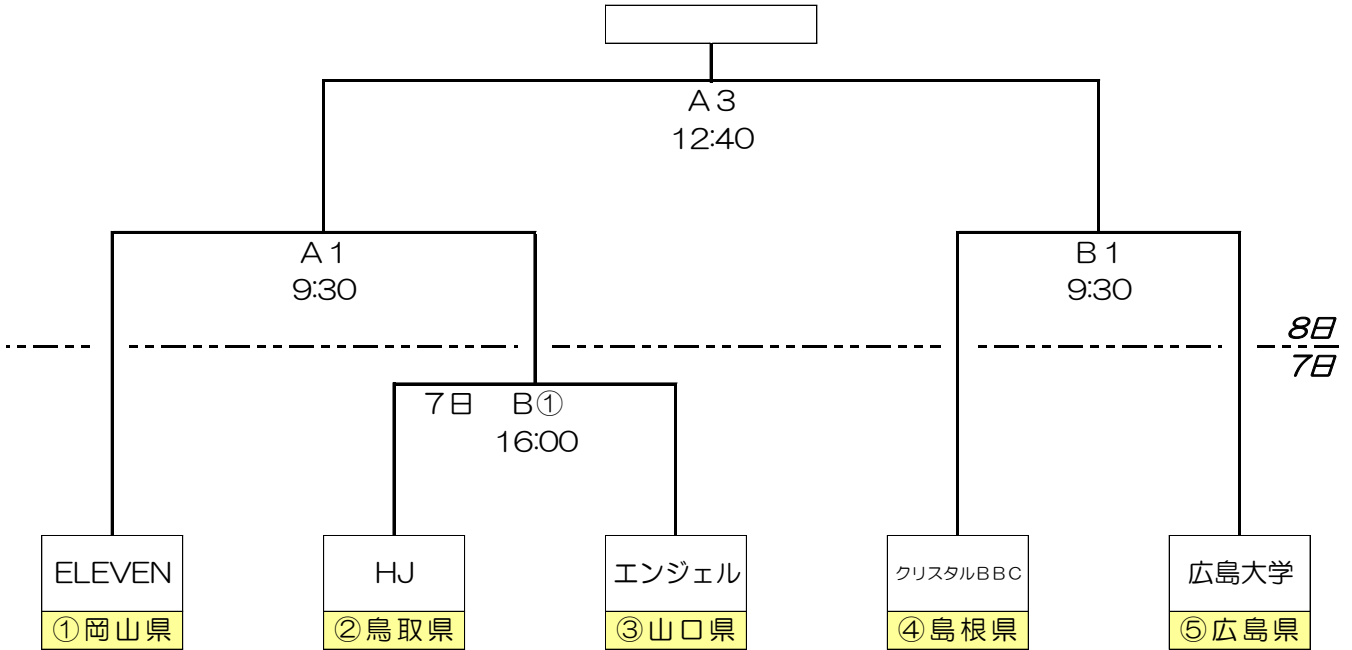 A3
12:40
A1
9:30
B1
9:30
8日
7日
7日 B①
16:00
ELEVEN
HJ
エンジェル
クリスタルBBC
広島大学
①岡山県
②鳥取県
③山口県
④島根県
⑤広島県